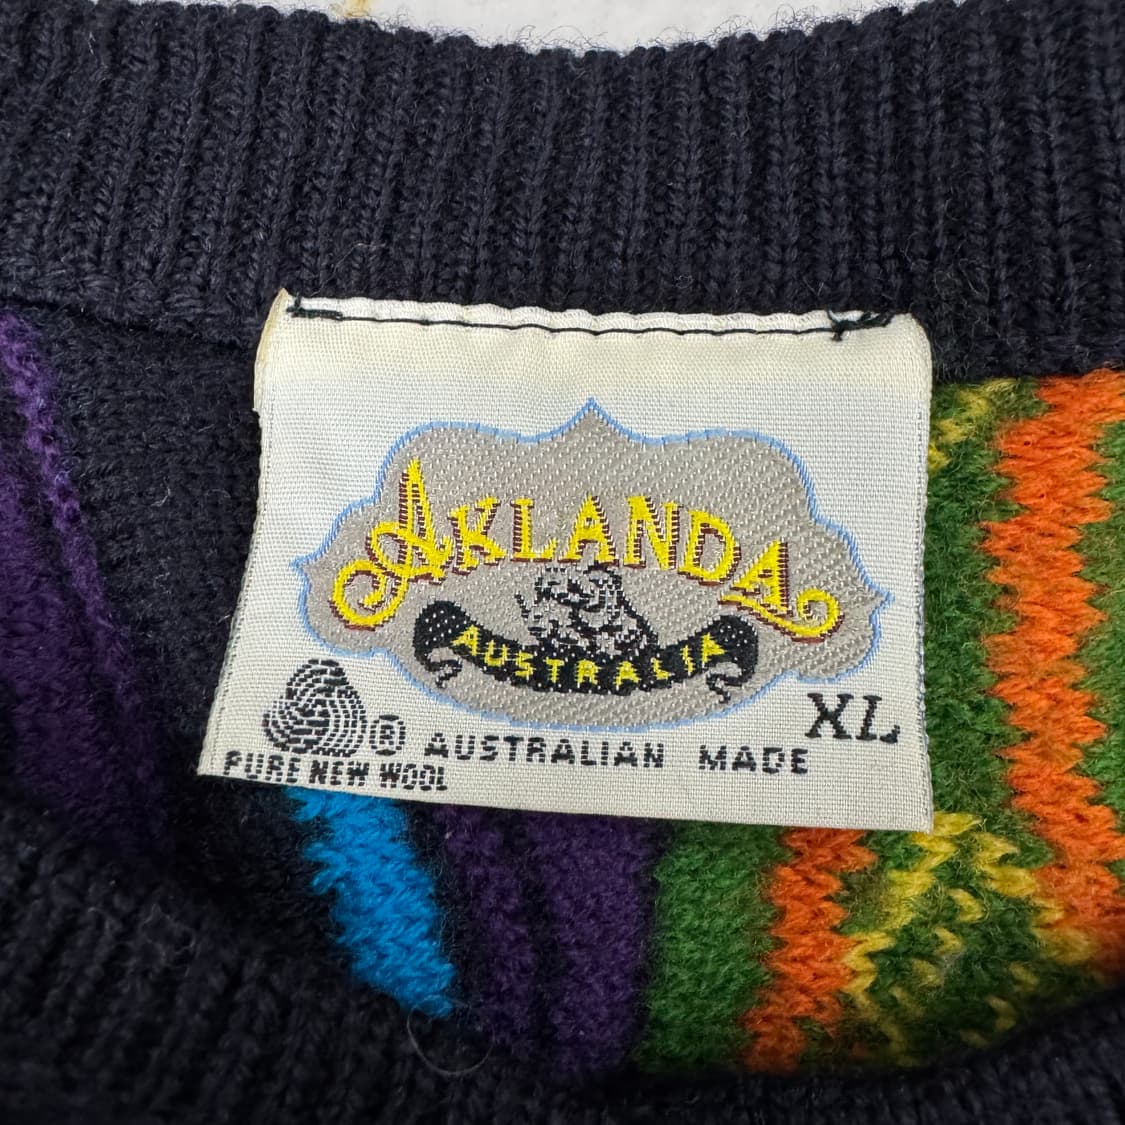 AKLANDA
AUSTRALIA
XL
® AUSTRALIAN MADE
PURE NEW WOOL